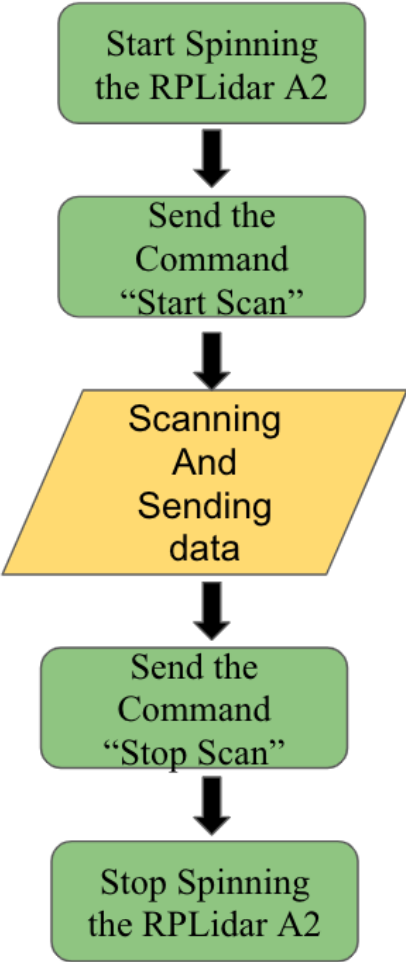 Start Spinning
the RPLidar A2
Send the
Command
“Start Scan”
Scanning
And
Sending
data
Send the
Command
“Stop Scan”
Stop Spinning
the RPLidar A2